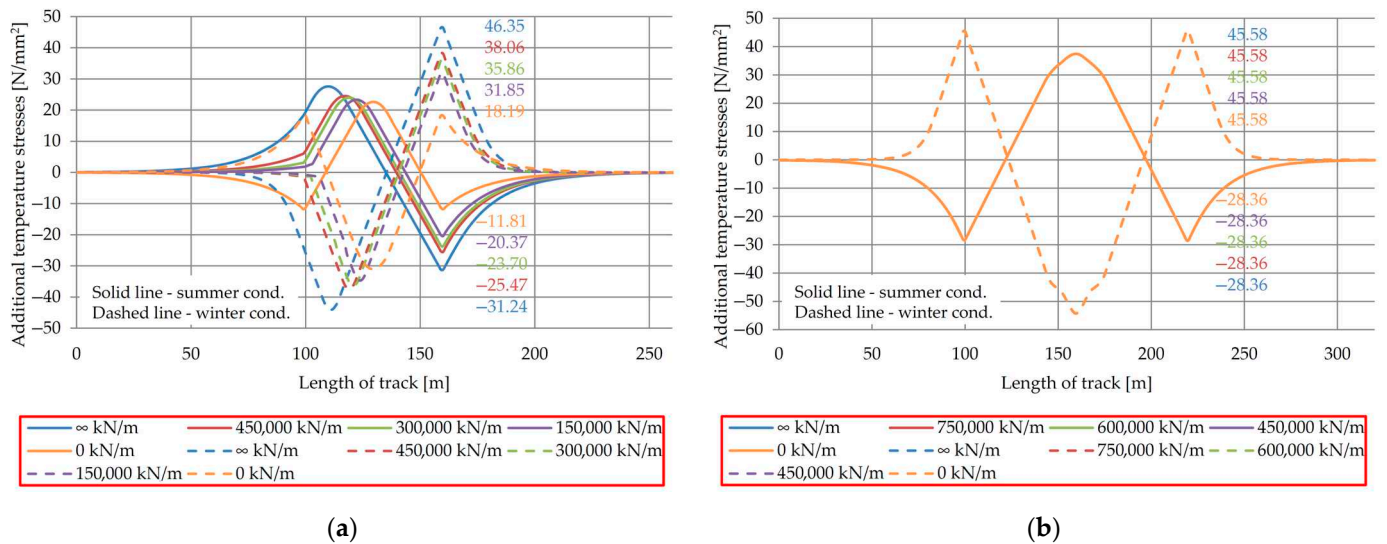 Additional temperature stresses [N/mm²]
50
40
30
20
10
0
−10
−20
−30
−40
−50
46.35
38.06
35.86
31.85
18.19
−11.81
−20.37
−23.70
−25.47
−31.24
Solid line - summer cond.
Dashed line - winter cond.
0 50 100 150 200 250
Length of track [m]
∞ kN/m 450,000 kN/m 300,000 kN/m 150,000 kN/m
0 kN/m ∞ kN/m 450,000 kN/m 300,000 kN/m
150,000 kN/m 0 kN/m
(a)
Additional temperature stresses [N/mm²]
50
40
30
20
10
0
−10
−20
−30
−40
−50
−60
45.58
45.58
45.58
45.58
45.58
−28.36
−28.36
−28.36
−28.36
−28.36
Solid line - summer cond.
Dashed line - winter cond.
0 50 100 150 200 250 300
Length of track [m]
∞ kN/m 750,000 kN/m 600,000 kN/m 450,000 kN/m
0 kN/m ∞ kN/m 750,000 kN/m 600,000 kN/m
450,000 kN/m 0 kN/m
(b)